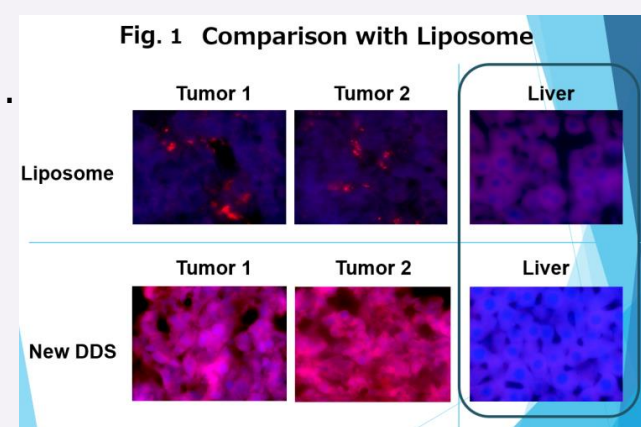 Fig. 1 Comparison with Liposome
Tumor 1 Tumor 2 Liver
Liposome
Tumor 1 Tumor 2 Liver
New DDS